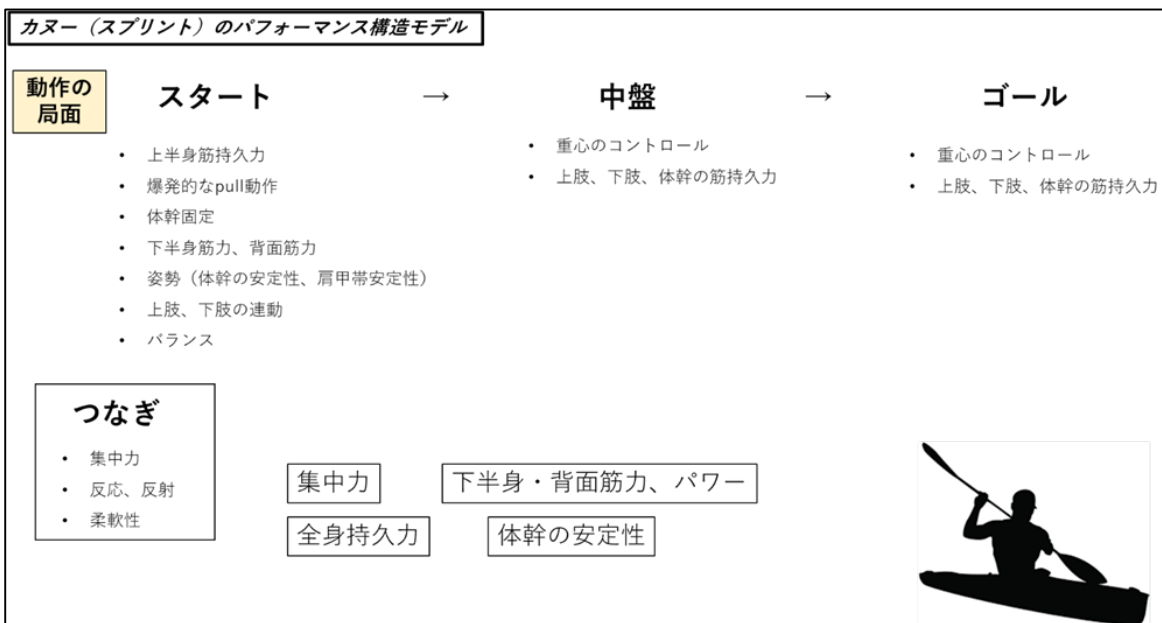 カヌー（スプリント）のパフォーマンス構造モデル
動作の
局面
スタート → 中盤 → ゴール
• 上半身筋持久力
• 爆発的なpull動作
• 体幹固定
• 下半身筋力、背面筋力
• 姿勢（体幹の安定性、肩甲帯安定性）
• 上肢、下肢の連動
• バランス
• 重心のコントロール
• 上肢、下肢、体幹の筋持久力
• 重心のコントロール
• 上肢、下肢、体幹の筋持久力
つなぎ
• 集中力
• 反応、反射
• 柔軟性
集中力
下半身・背面筋力、パワー
全身持久力
体幹の安定性